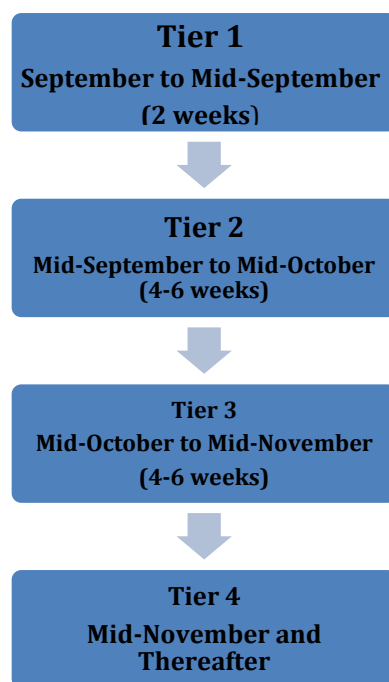 Tier 1
September to Mid-September
(2 weeks)
Tier 2
Mid-September to Mid-October
(4-6 weeks)
Tier 3
Mid-October to Mid-November
(4-6 weeks)
Tier 4
Mid-November and
Thereafter